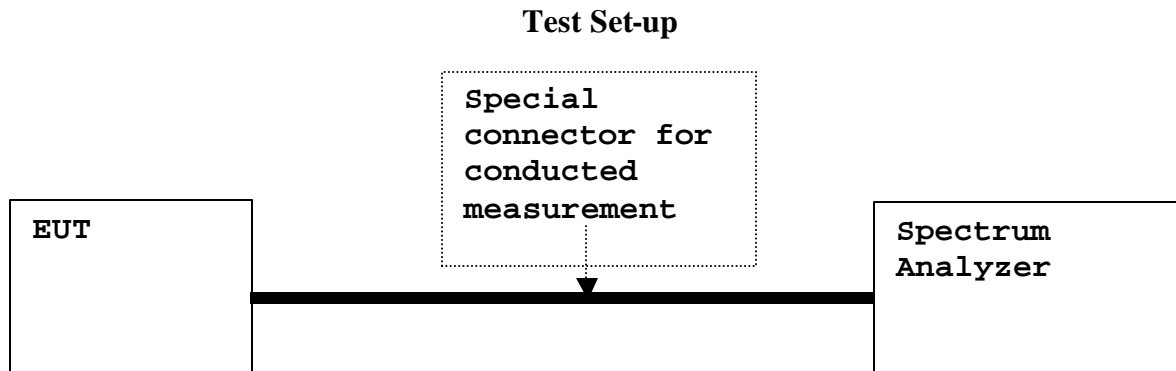 Test Set-up
Special
connector for
conducted
measurement
EUT
Spectrum
Analyzer